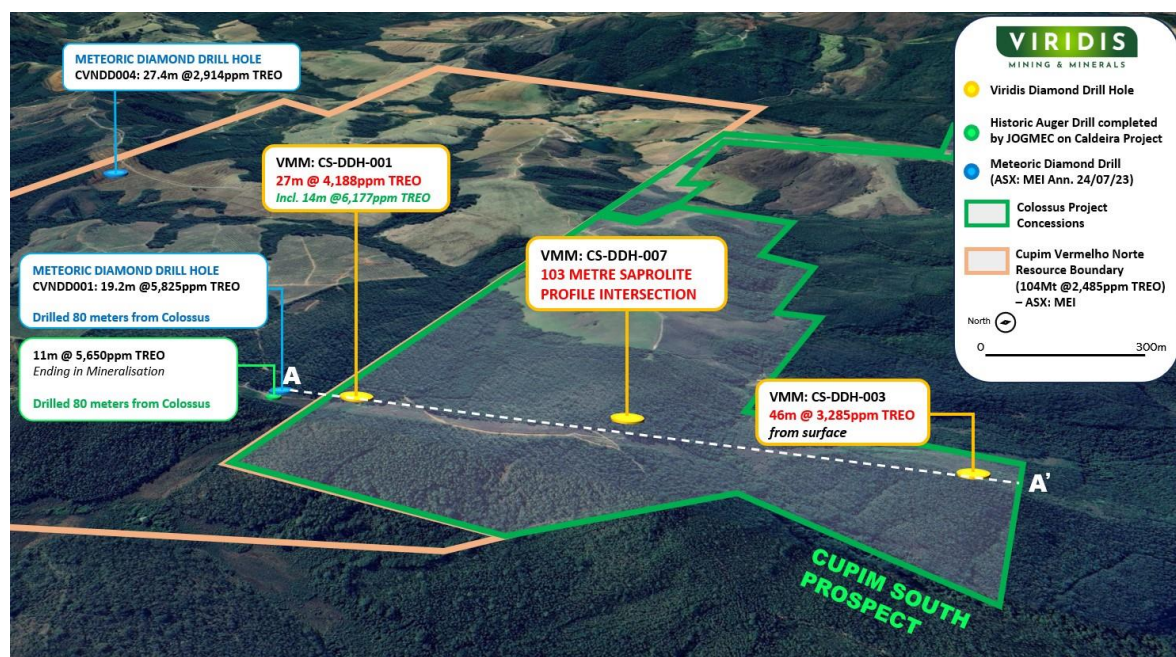 METEORIC DIAMOND DRILL HOLE
CVNDD004: 27.4m @2,914ppm TREO
VMM: CS-DDH-001
27m @ 4,188ppm TREO
Incl. 14m @6,177ppm TREO
METEORIC DIAMOND DRILL HOLE
CVNDD001: 19.2m @5,825ppm TREO
Drilled 80 meters from Colossus
11m @ 5,650ppm TREO
Ending in Mineralisation
Drilled 80 meters from Colossus
A
VMM: CS-DDH-007
103 METRE SAPROLITE
PROFILE INTERSECTION
VMM: CS-DDH-003
46m @ 3,285ppm TREO
from surface
A'
CUPIM SOUTH
PROSPECT
VIRIDIS
MINING & MINERALS
Viridis Diamond Drill Hole
Historic Auger Drill completed
by JOGMEC on Caldeira Project
Meteoric Diamond Drill
(ASX: MEI Ann. 24/07/23)
Colossus Project
Concessions
Cupim Vermelho Norte
Resource Boundary
(104Mt @2,485ppm TREO)
– ASX: MEI
North
0 300m